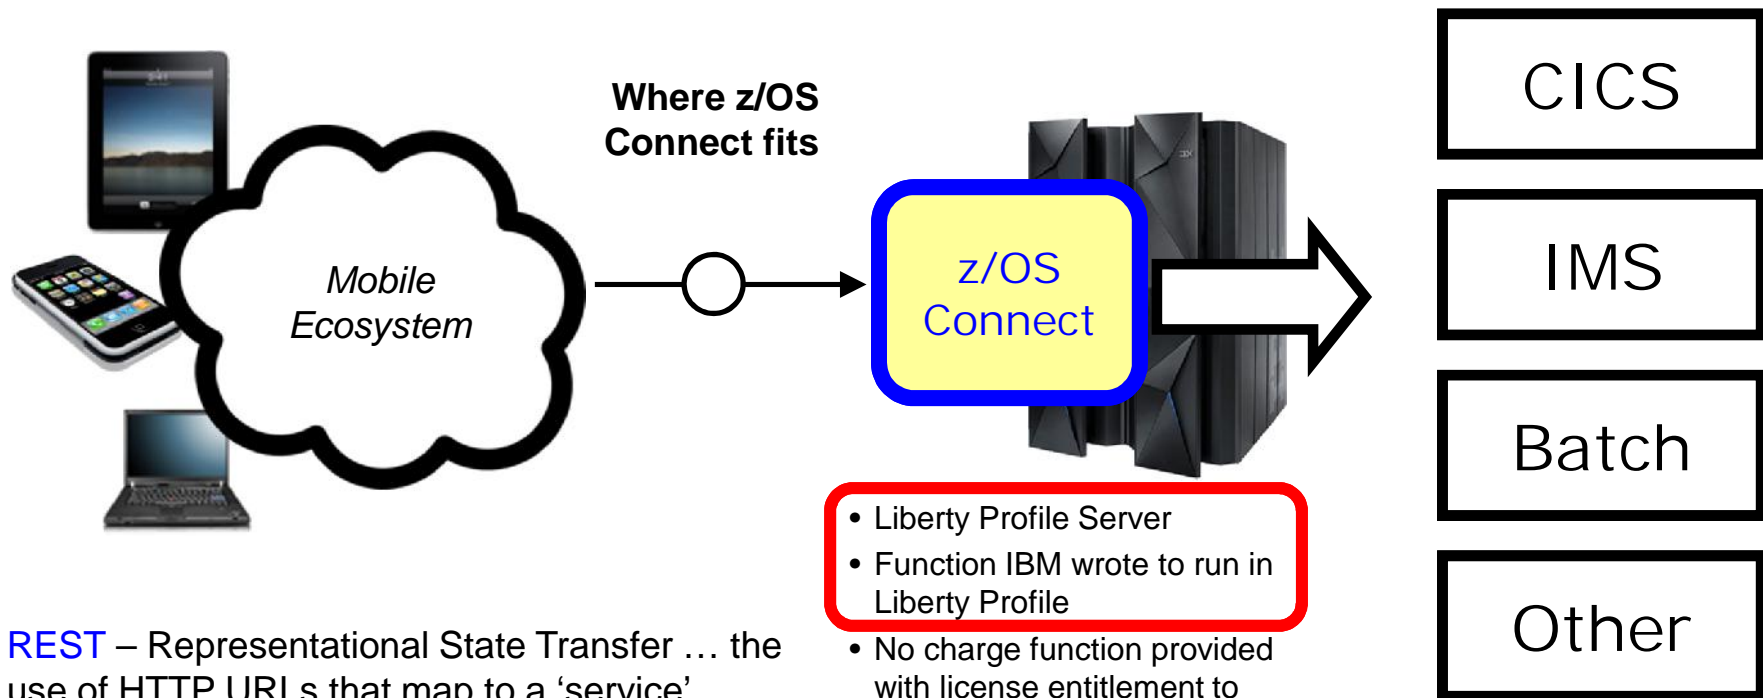 Where z/OS
Connect fits
Mobile
Ecosystem
z/OS
Connect
CICS
IMS
Batch
Other
• Liberty Profile Server
• Function IBM wrote to run in
Liberty Profile
• No charge function provided
with license entitlement to
REST – Representational State Transfer … the
use of HTTP URLs that map to a ‘service’